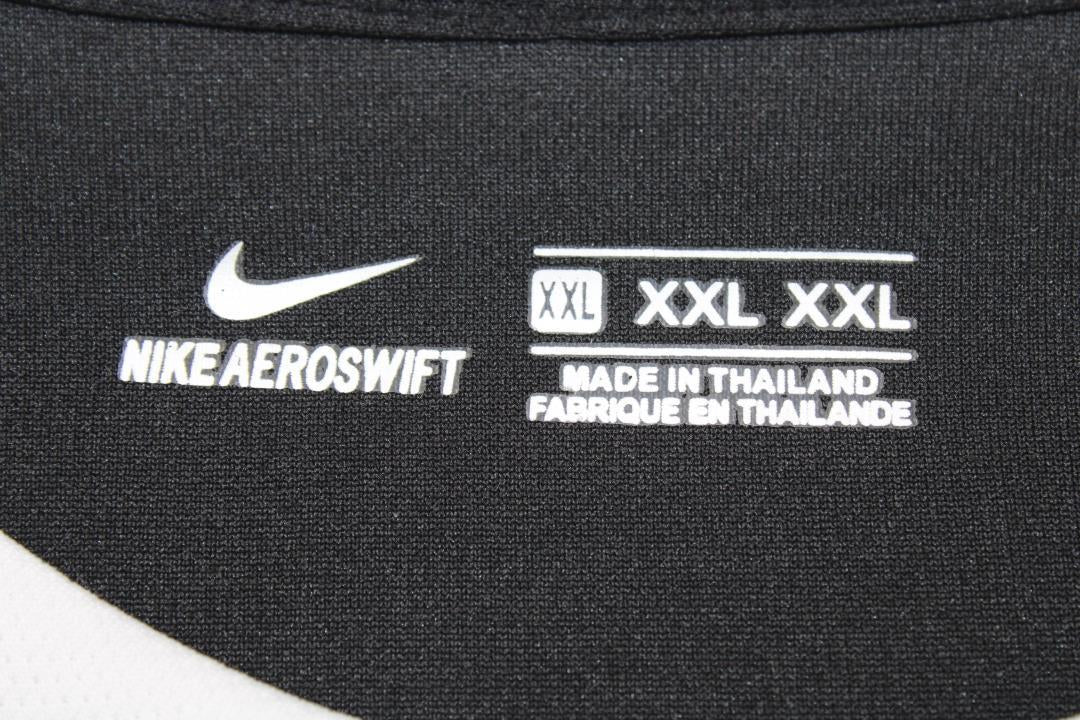 NIKE AEROSWIFT
XXL XXL XXL
MADE IN THAILAND
FABRIQUE EN THAILANDE